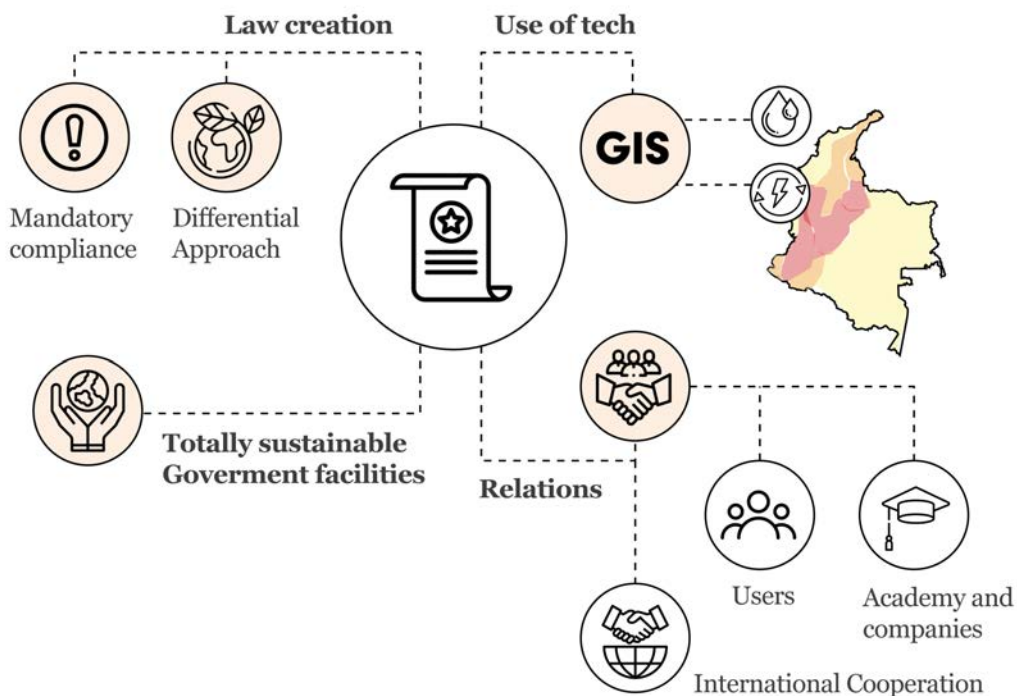 Law creation
Use of tech
GIS
Mandatory
compliance
Differential
Approach
Totally sustainable
Goverment facilities
Relations
Users
Academy and
companies
International Cooperation